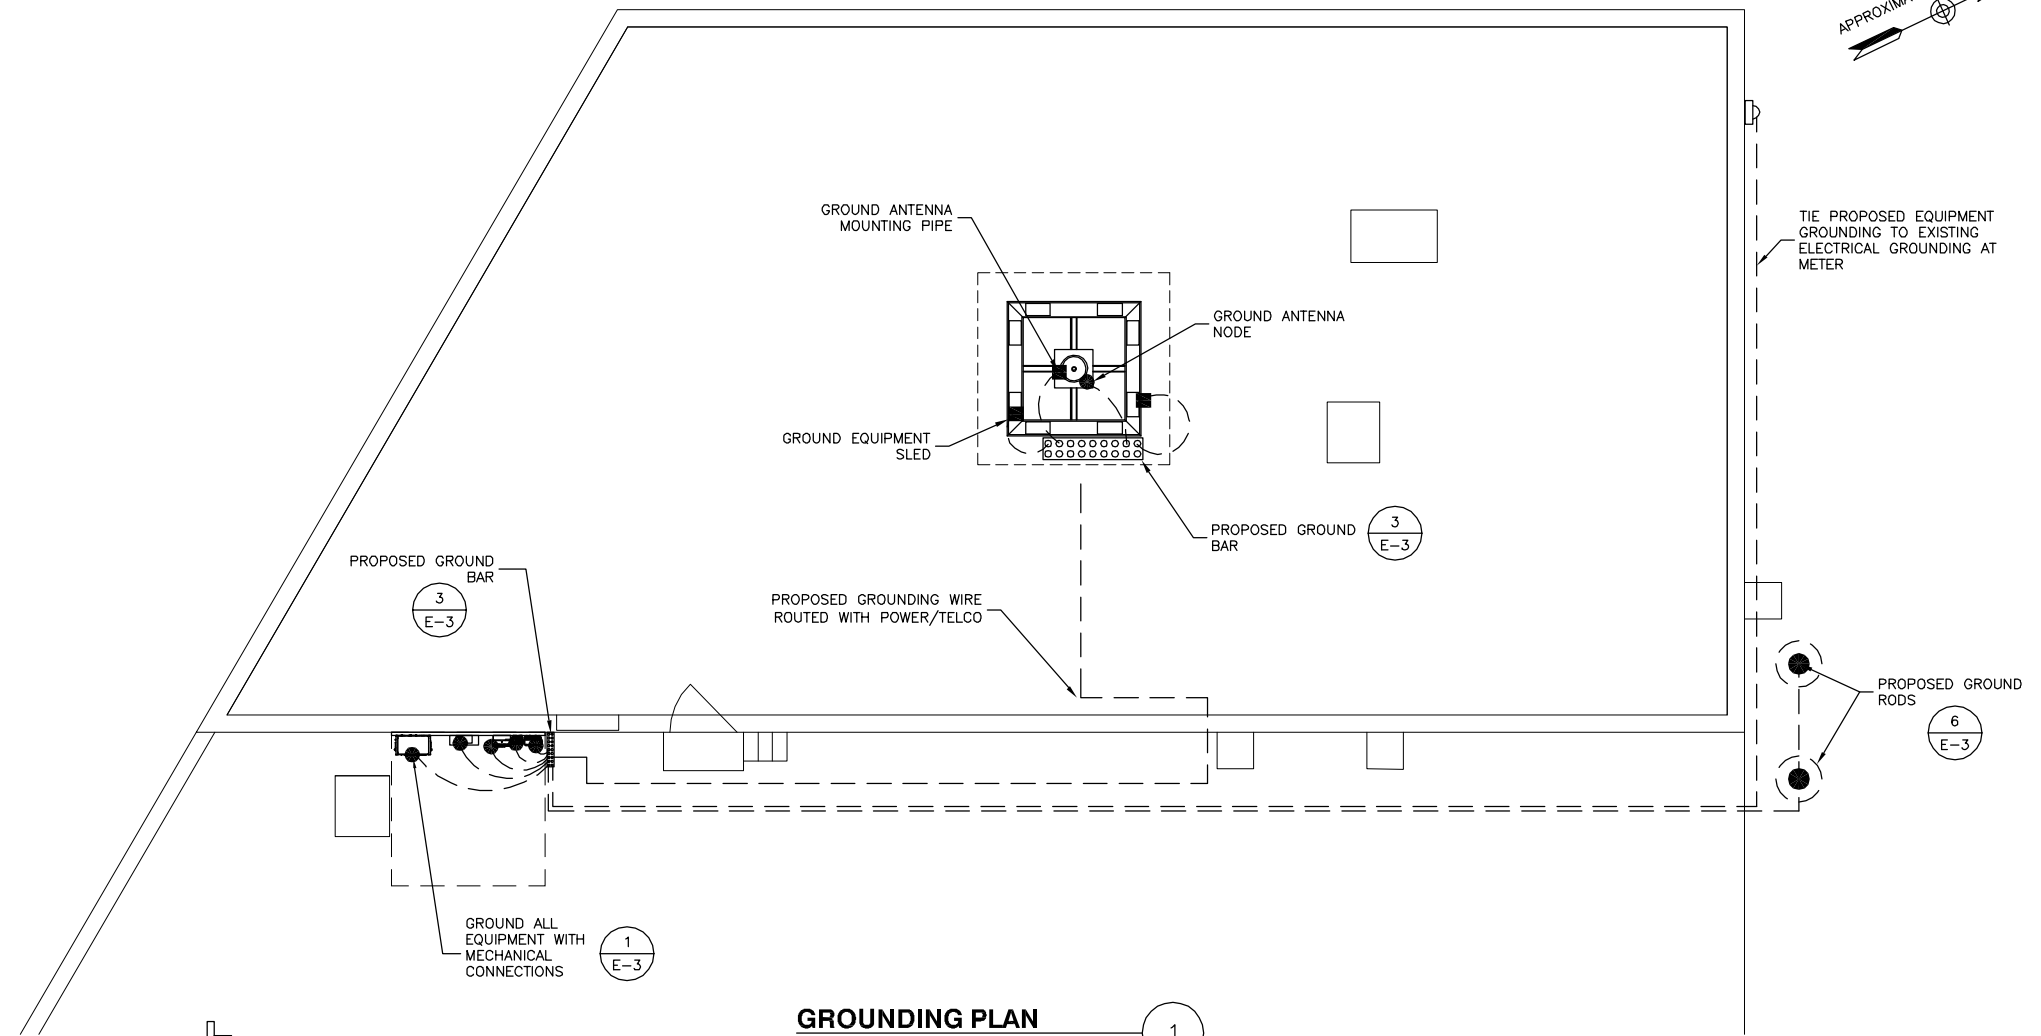 GROUND ANTENNA
MOUNTING PIPE
TIE PROPOSED EQUIPMENT
GROUNDING TO EXISTING
ELECTRICAL GROUNDING AT
METER
GROUND ANTENNA
NODE
GROUND EQUIPMENT
SLED
PROPOSED GROUND
BAR
3
E-3
PROPOSED GROUND
BAR
3
E-3
PROPOSED GROUNDING WIRE
ROUTED WITH POWER/TELCO
PROPOSED GROUND
RODS
6
E-3
GROUND ALL
EQUIPMENT WITH
MECHANICAL
CONNECTIONS
1
E-3
GROUNDING PLAN
1